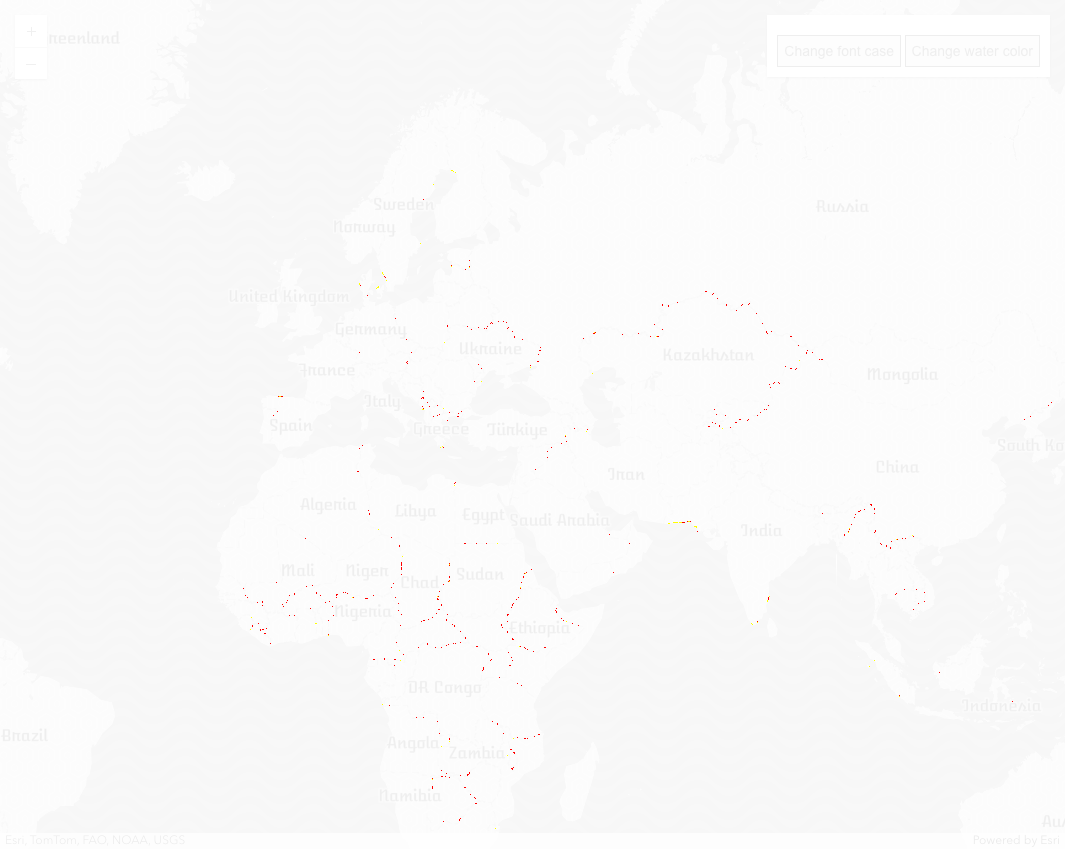 +
reenland
Change font case Change water color
–
Sweden
Russia
Norway
United Kingdom
Germany
Ukraine
Kazakhstan
France
Mongolia
Italy
Spain
Greece
Türkiye
South Ko
China
Iran
Algeria
Libya
Egypt
Saudi Arabia
India
Mali
Niger
Chad
Sudan
Nigeria
Ethiopia
DR Congo
Indonesia
Brazil
Angola
Zambia
Namibia
Aus
Esri, TomTom, FAO, NOAA, USGS
Powered by Esri